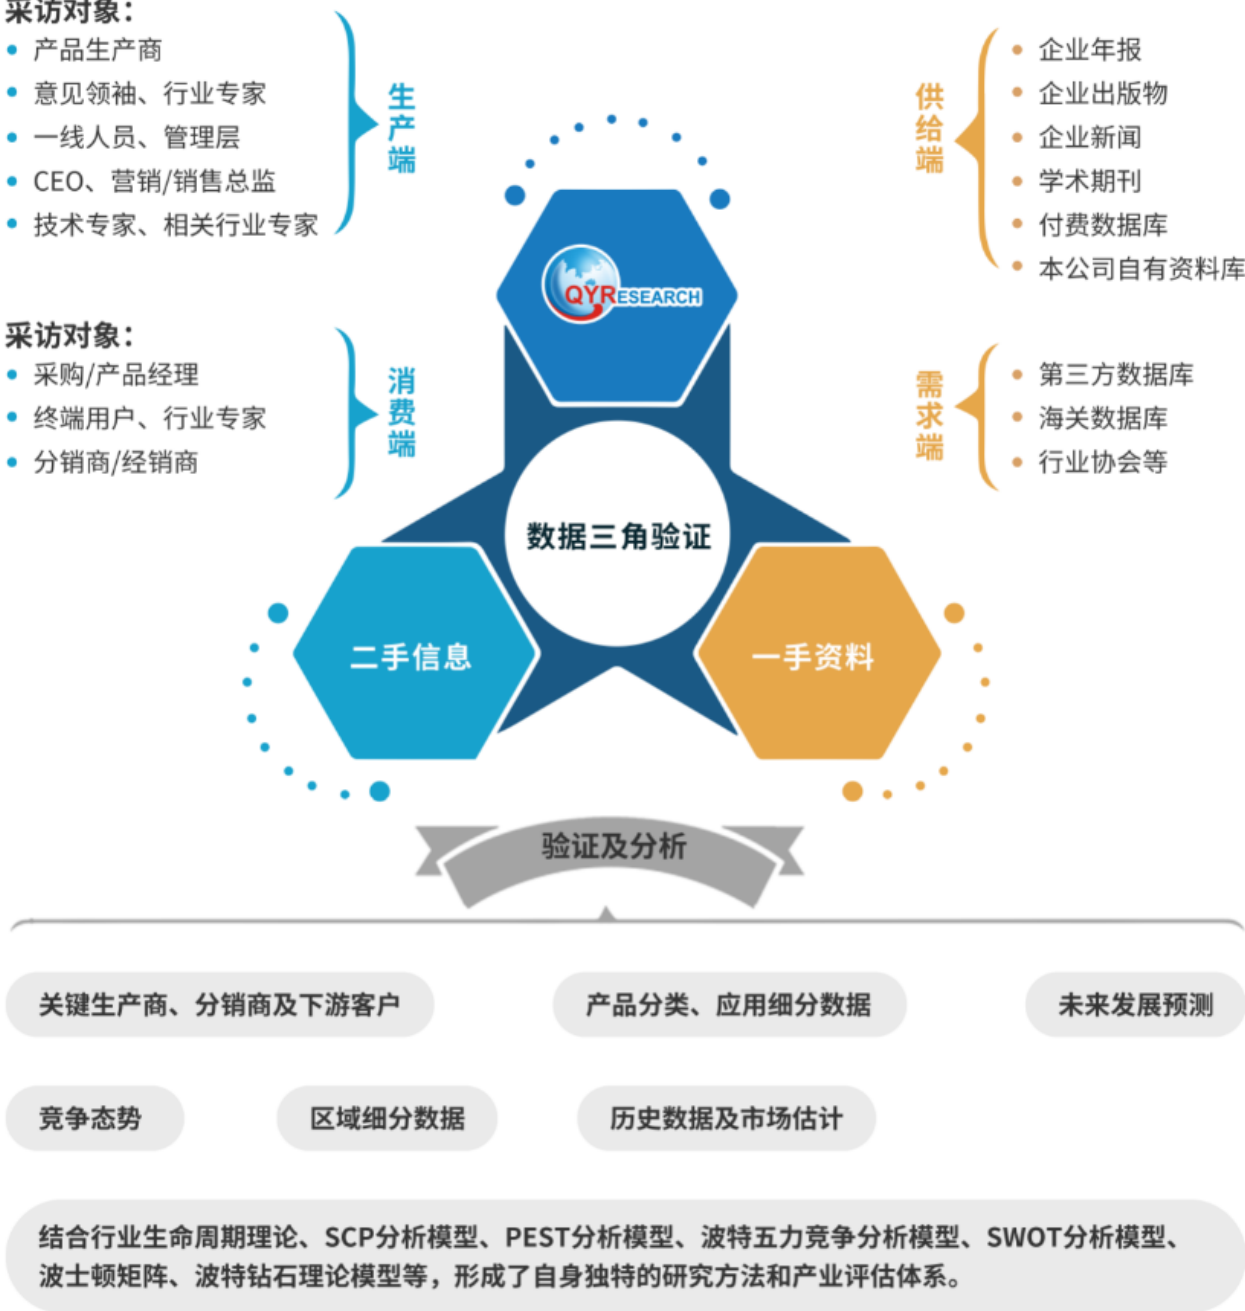 采访对象：
产品生产商
意见领袖、行业专家
一线人员、管理层
CEO、营销/销售总监
技术专家、相关行业专家
生产端
采访对象：
采购/产品经理
终端用户、行业专家
分销商/经销商
消费端
供给端
企业年报
企业出版物
企业新闻
学术期刊
付费数据库
本公司自有资料库
需求端
第三方数据库
海关数据库
行业协会等
QYRESEARCH
数据三角验证
二手信息
一手资料
验证及分析
关键生产商、分销商及下游客户
产品分类、应用细分数据
未来发展预测
竞争态势
区域细分数据
历史数据及市场估计
结合行业生命周期理论、SCP分析模型、PEST分析模型、波特五力竞争分析模型、SWOT分析模型、
波士顿矩阵、波特钻石理论模型等，形成了自身独特的研究方法和产业评估体系。